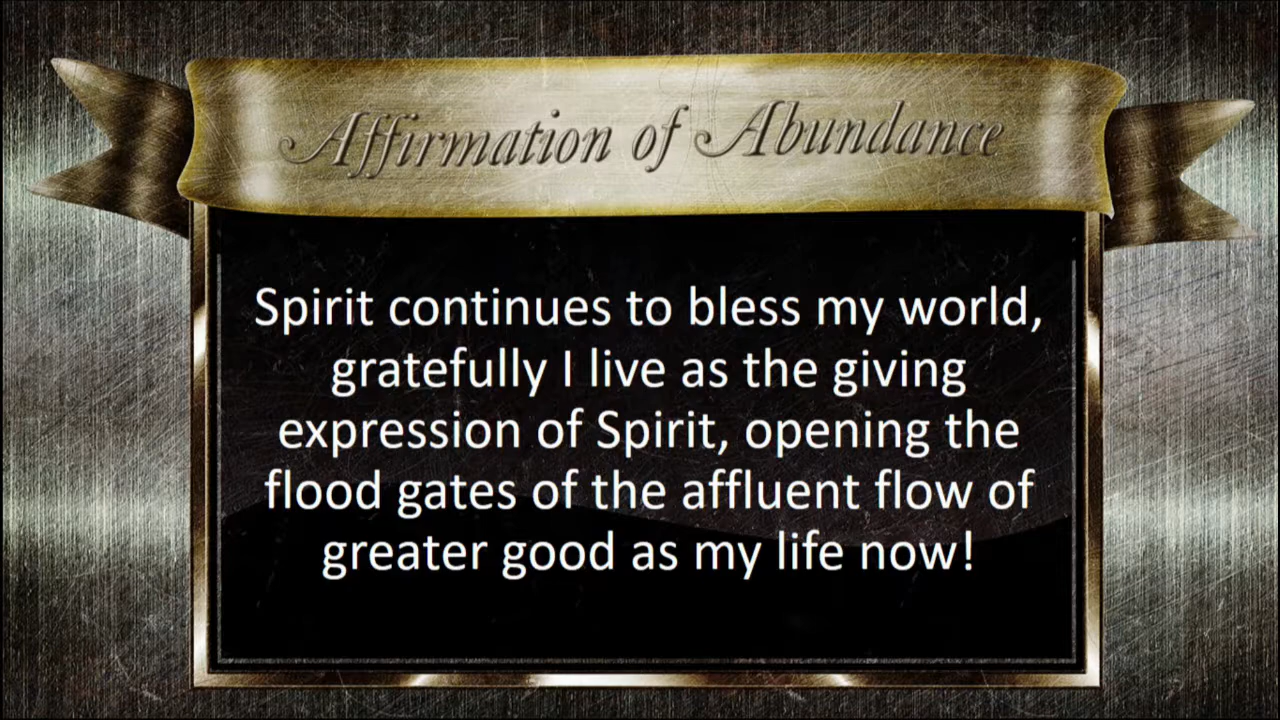 Affirmation of Abundance
Spirit continues to bless my world,
gratefully I live as the giving
expression of Spirit, opening the
flood gates of the affluent flow of
greater good as my life now!